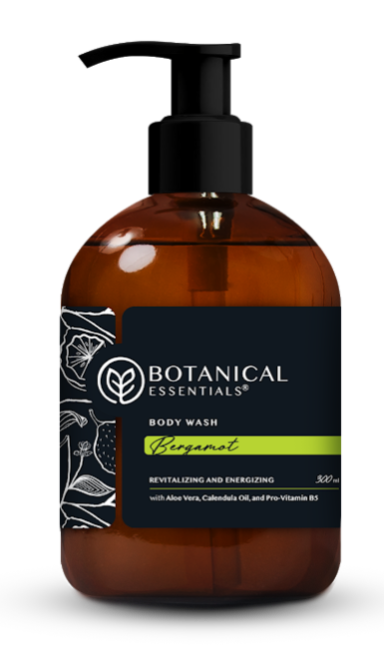 BOTANICAL
ESSENTIALS®
BODY WASH
Bergamot
REVITALIZING AND ENERGIZING 300 ml
with Aloe Vera, Calendula Oil, and Pro-Vitamin B5